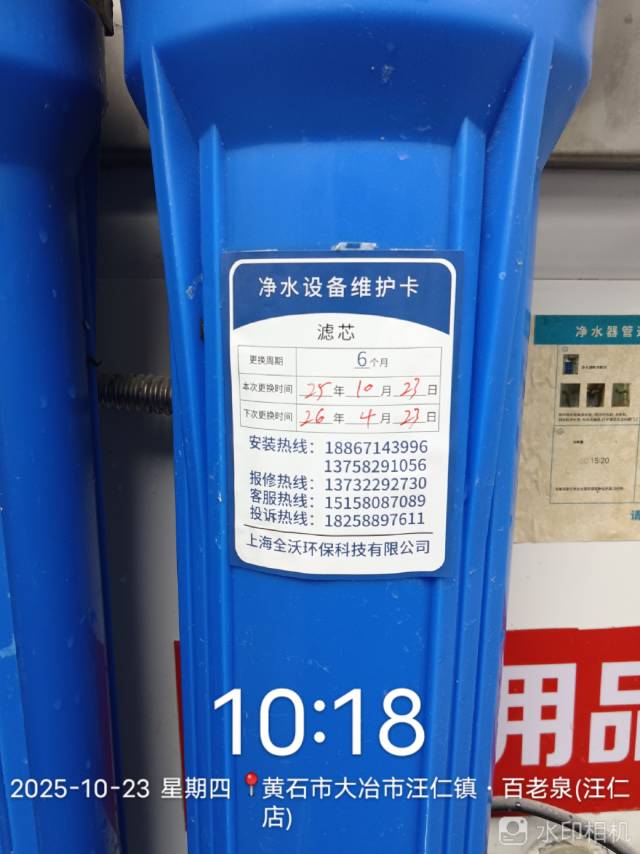 净水设备维护卡
滤芯
更换周期 6个月
本次更换时间 25年10月23日
下次更换时间 26年4月23日
安装热线：18867143996
13758291056
报修热线：13732292730
客服热线：15158087089
投诉热线：18258897611
上海全沃环保科技有限公司
净水器管
15:20
请
用品
10:18
2025-10-23 星期四 黄石市大冶市汪仁镇·百老泉(汪仁
店)
水印相机